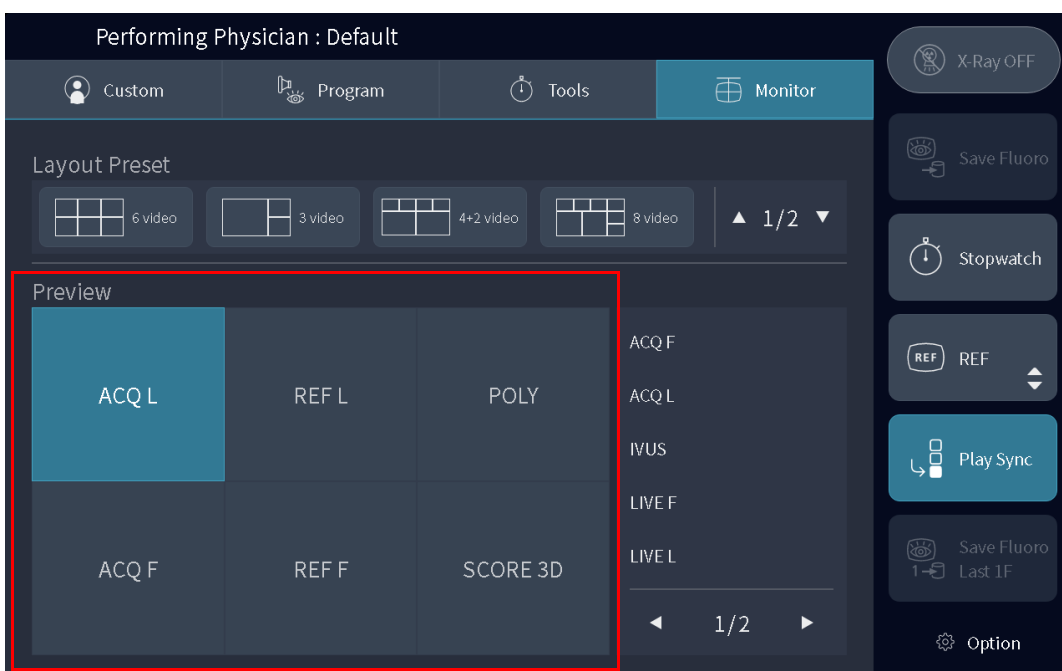 Performing Physician : Default
Custom
Program
Tools
Monitor
Layout Preset
6 video
3 video
4+2 video
8 video
▲ 1/2 ▼
Preview
ACQ L
REF L
POLY
ACQ F
REF F
SCORE 3D
ACQ F
ACQ L
IVUS
LIVE F
LIVE L
◀ 1/2 ▶
X-Ray OFF
Save Fluoro
Stopwatch
REF
REF
Play Sync
1
Save Fluoro
Last 1F
Option